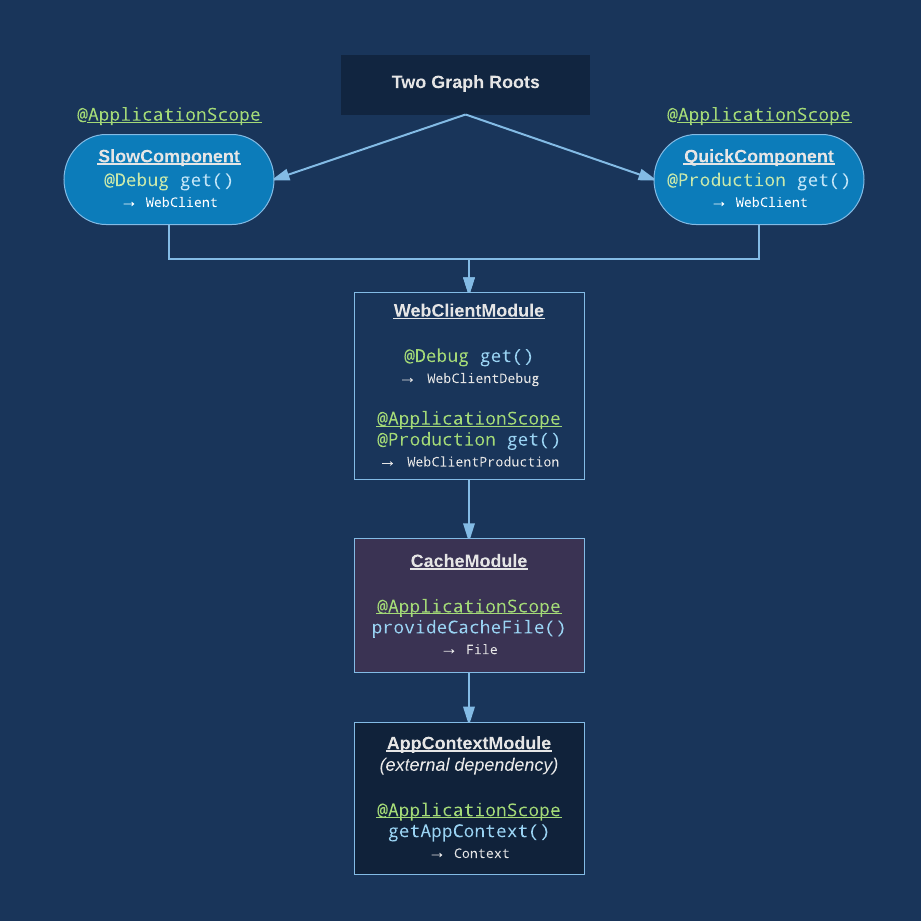 Two Graph Roots
@ApplicationScope
SlowComponent
@Debug get()
→ WebClient
@ApplicationScope
QuickComponent
@Production get()
→ WebClient
WebClientModule
@Debug get()
→ WebClientDebug
@ApplicationScope
@Production get()
→ WebClientProduction
CacheModule
@ApplicationScope
provideCacheFile()
→ File
AppContextModule
(external dependency)
@ApplicationScope
getAppContext()
→ Context